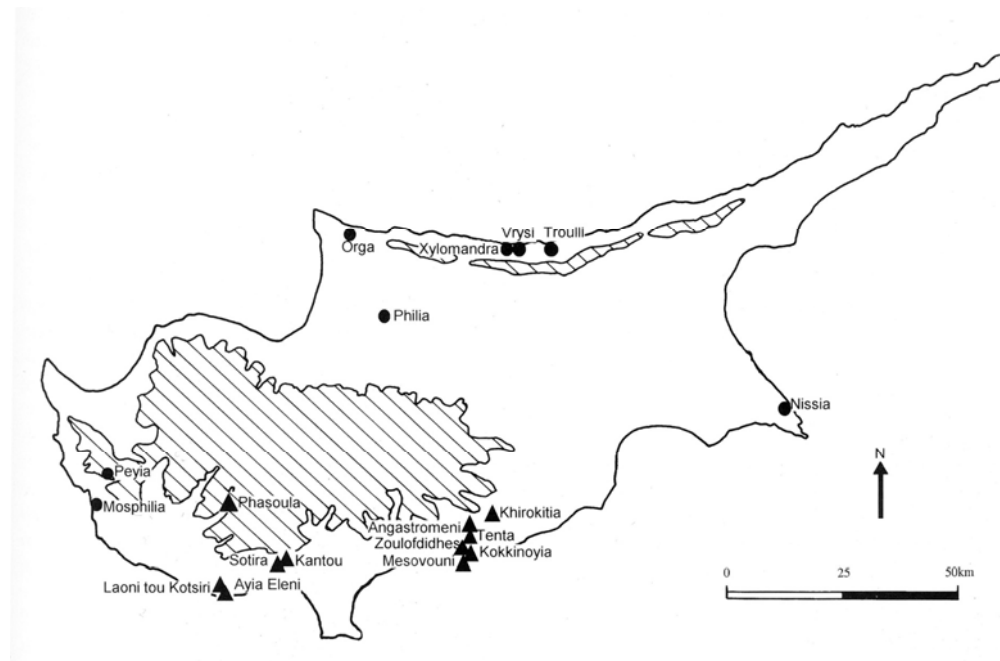 Vrysi Troulli
Orga
Xylomandra
Philia
Nissia
Peyia
Mosphilia
Phasoula
Khirokitia
Angastromeni
Tenta
Zoulofdidhes
Kokkinoyia
Mesovouni
Sotira
Kantou
Laoni tou Kotsiri
Ayia Eleni
N
0 25 50km